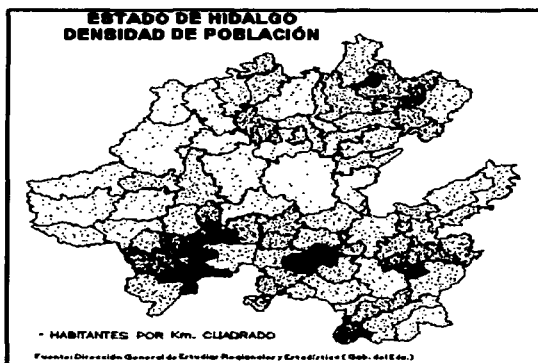 ESTADO DE HIDALGO
DENSIDAD DE POBLACIÓN
- HABITANTES POR Km. CUADRADO
Fuente: Dirección General de Estudios Regionales y Estadística ( Gob. del Edo. )